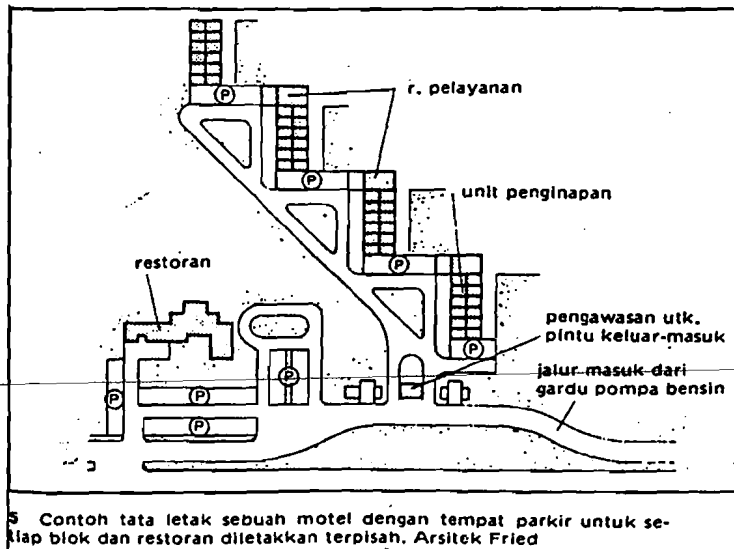 P
r. pelayanan
P
unit penginapan
P
restoran
pengawasan utk.
pintu keluar-masuk
P
jalur masuk dari
gardu pompa bensin
P
P
P
P
5 Contoh tata letak sebuah motel dengan tempat parkir untuk se-
tiap blok dan restoran diletakkan terpisah. Arsitek Fried